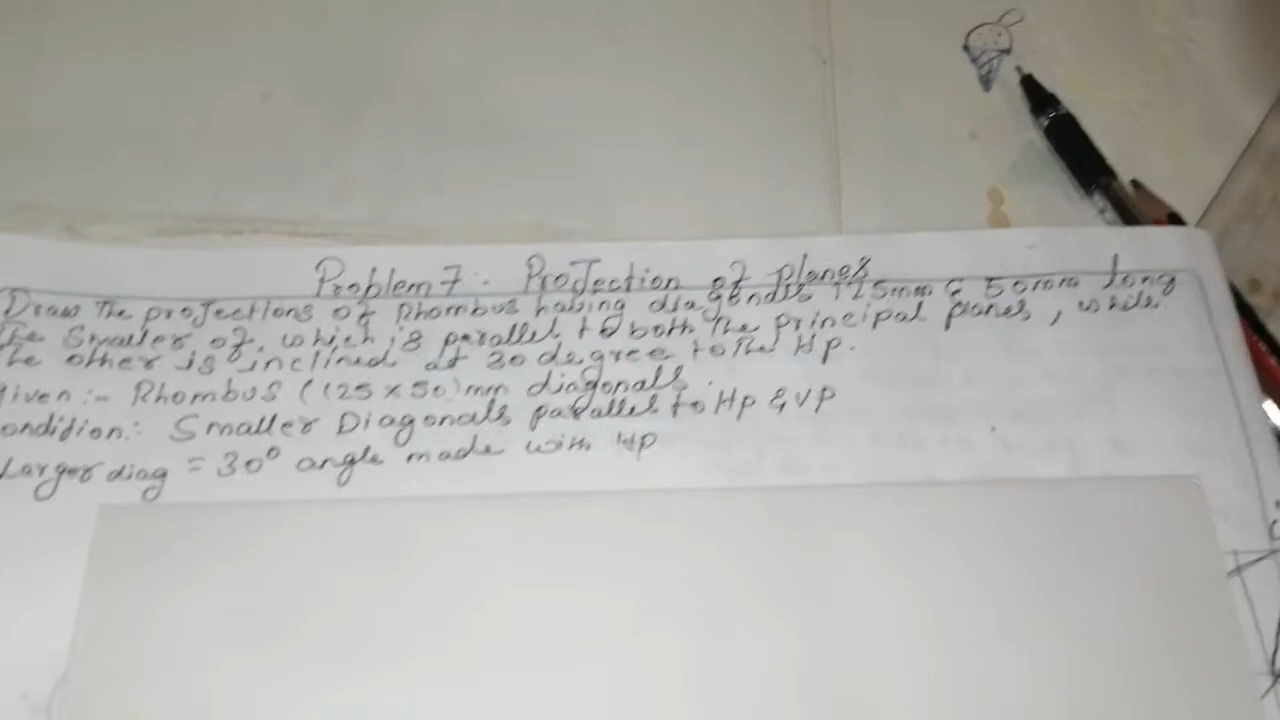 Problem 7: Projection of planes
Draw The projections of Rhombus having diagonals 125mm & 50mm long
The Smaller of which is parallel to both the principal planes, while
The other is inclined at 30 degree to The Hp.
Given:- Rhombus (125 x 50) mm diagonals.
ondition: Smaller Diagonals parallel to Hp & VP
Larger diag = 30° angle made with Hp